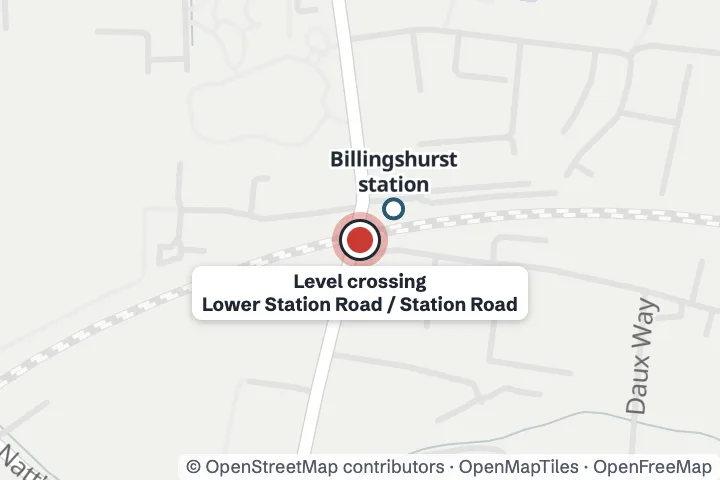 Billingshurst
station
Level crossing
Lower Station Road / Station Road
Daux Way
© OpenStreetMap contributors · OpenMapTiles · OpenFreeMap